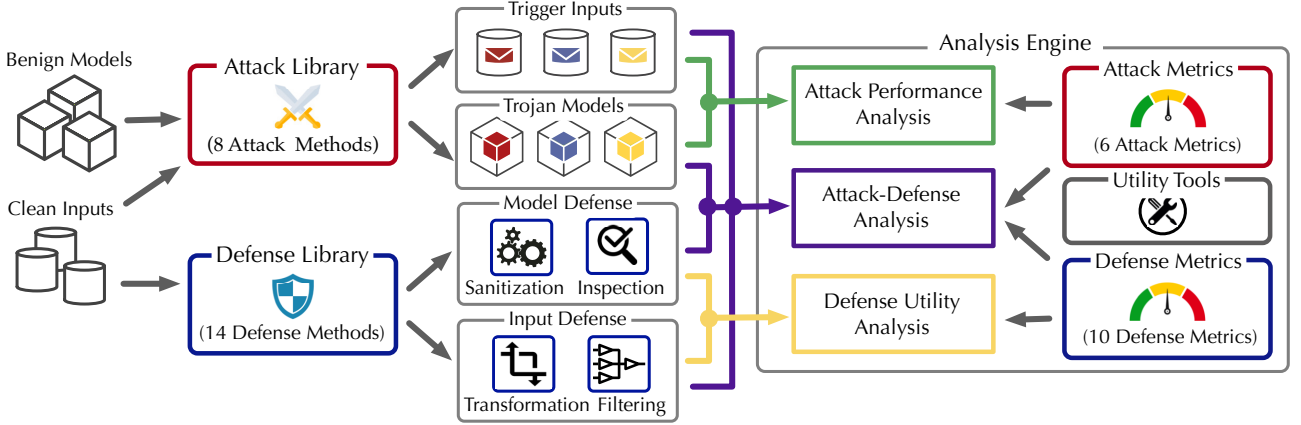 Benign Models
Clean Inputs
Attack Library
(8 Attack Methods)
Defense Library
(14 Defense Methods)
Trigger Inputs
Trojan Models
Model Defense
Sanitization
Inspection
Input Defense
Transformation
Filtering
Analysis Engine
Attack Performance
Analysis
Attack-Defense
Analysis
Defense Utility
Analysis
Attack Metrics
(6 Attack Metrics)
Utility Tools
Defense Metrics
(10 Defense Metrics)